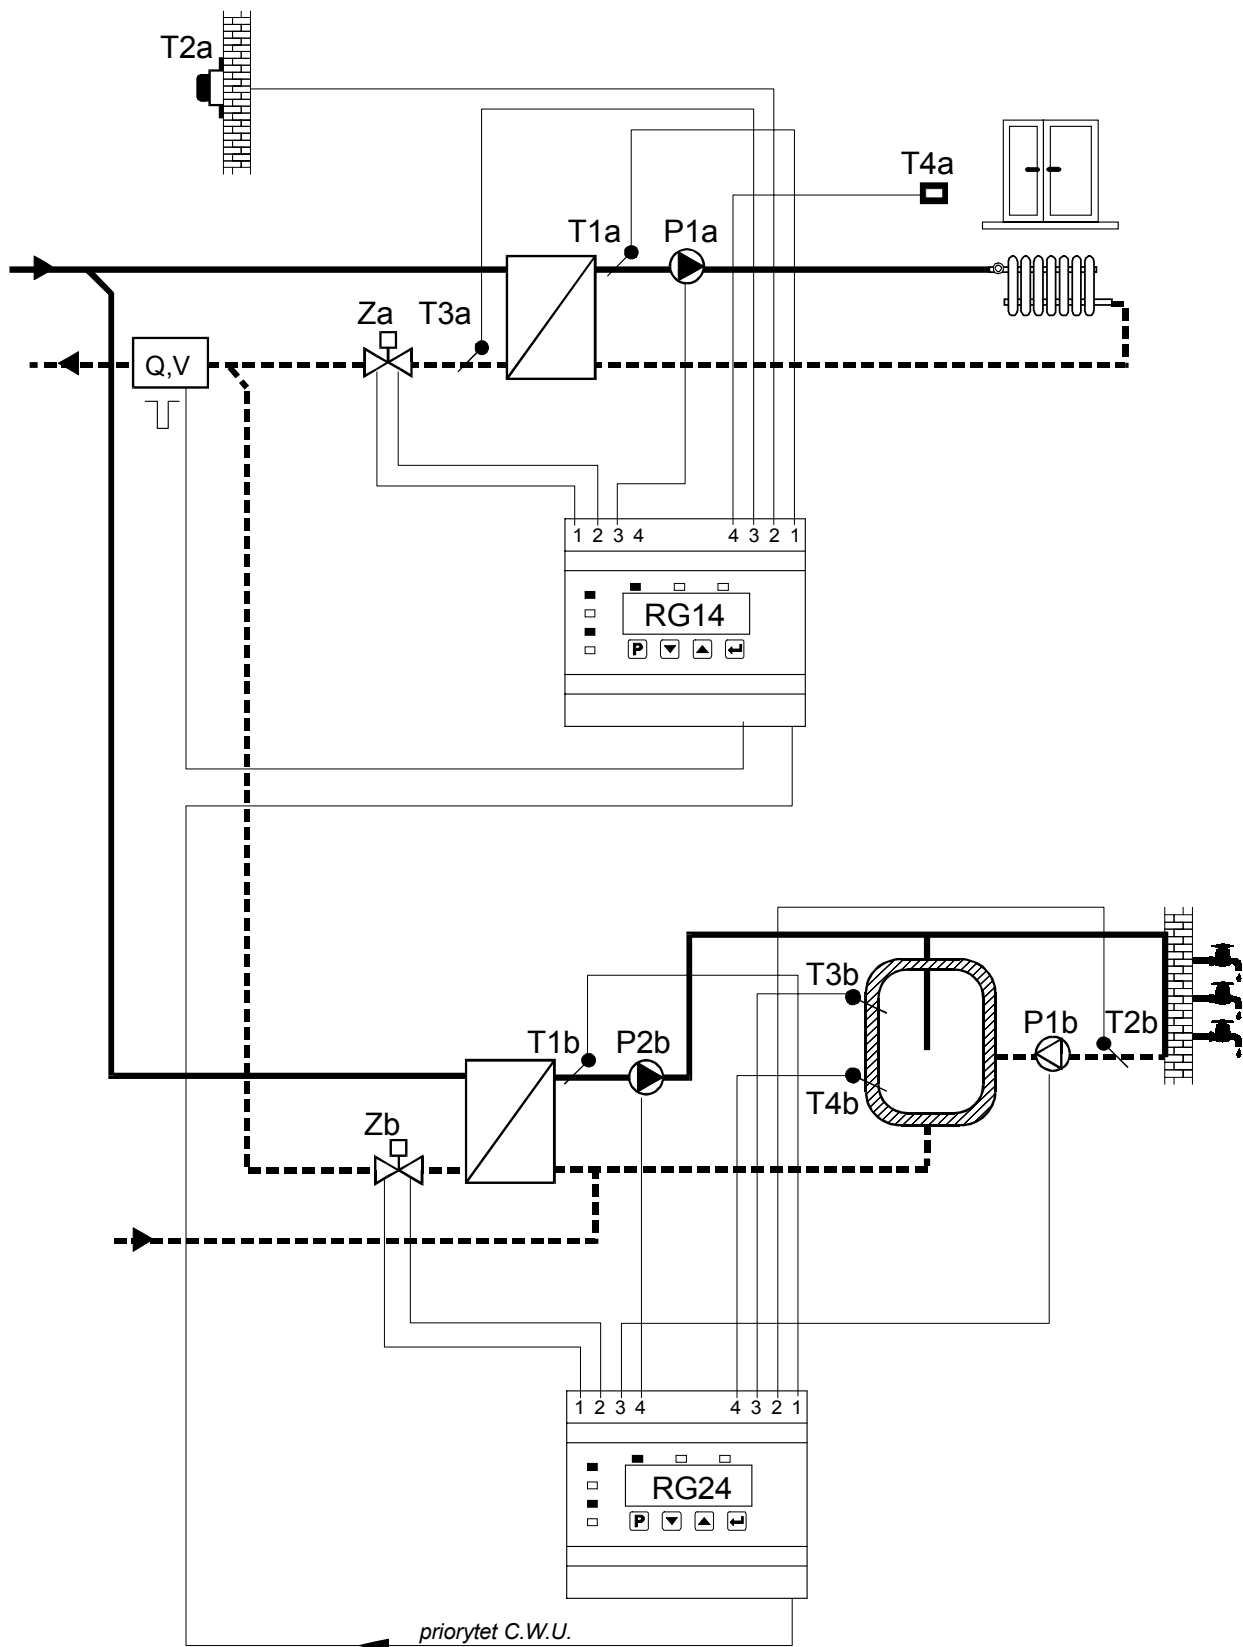 T2a
T4a
T1a
P1a
Za
T3a
Q,V
1 2 3 4 4 3 2 1
RG14
P
T3b
P1b
T2b
T1b
P2b
T4b
Zb
1 2 3 4 4 3 2 1
RG24
P
priorytet C.W.U.